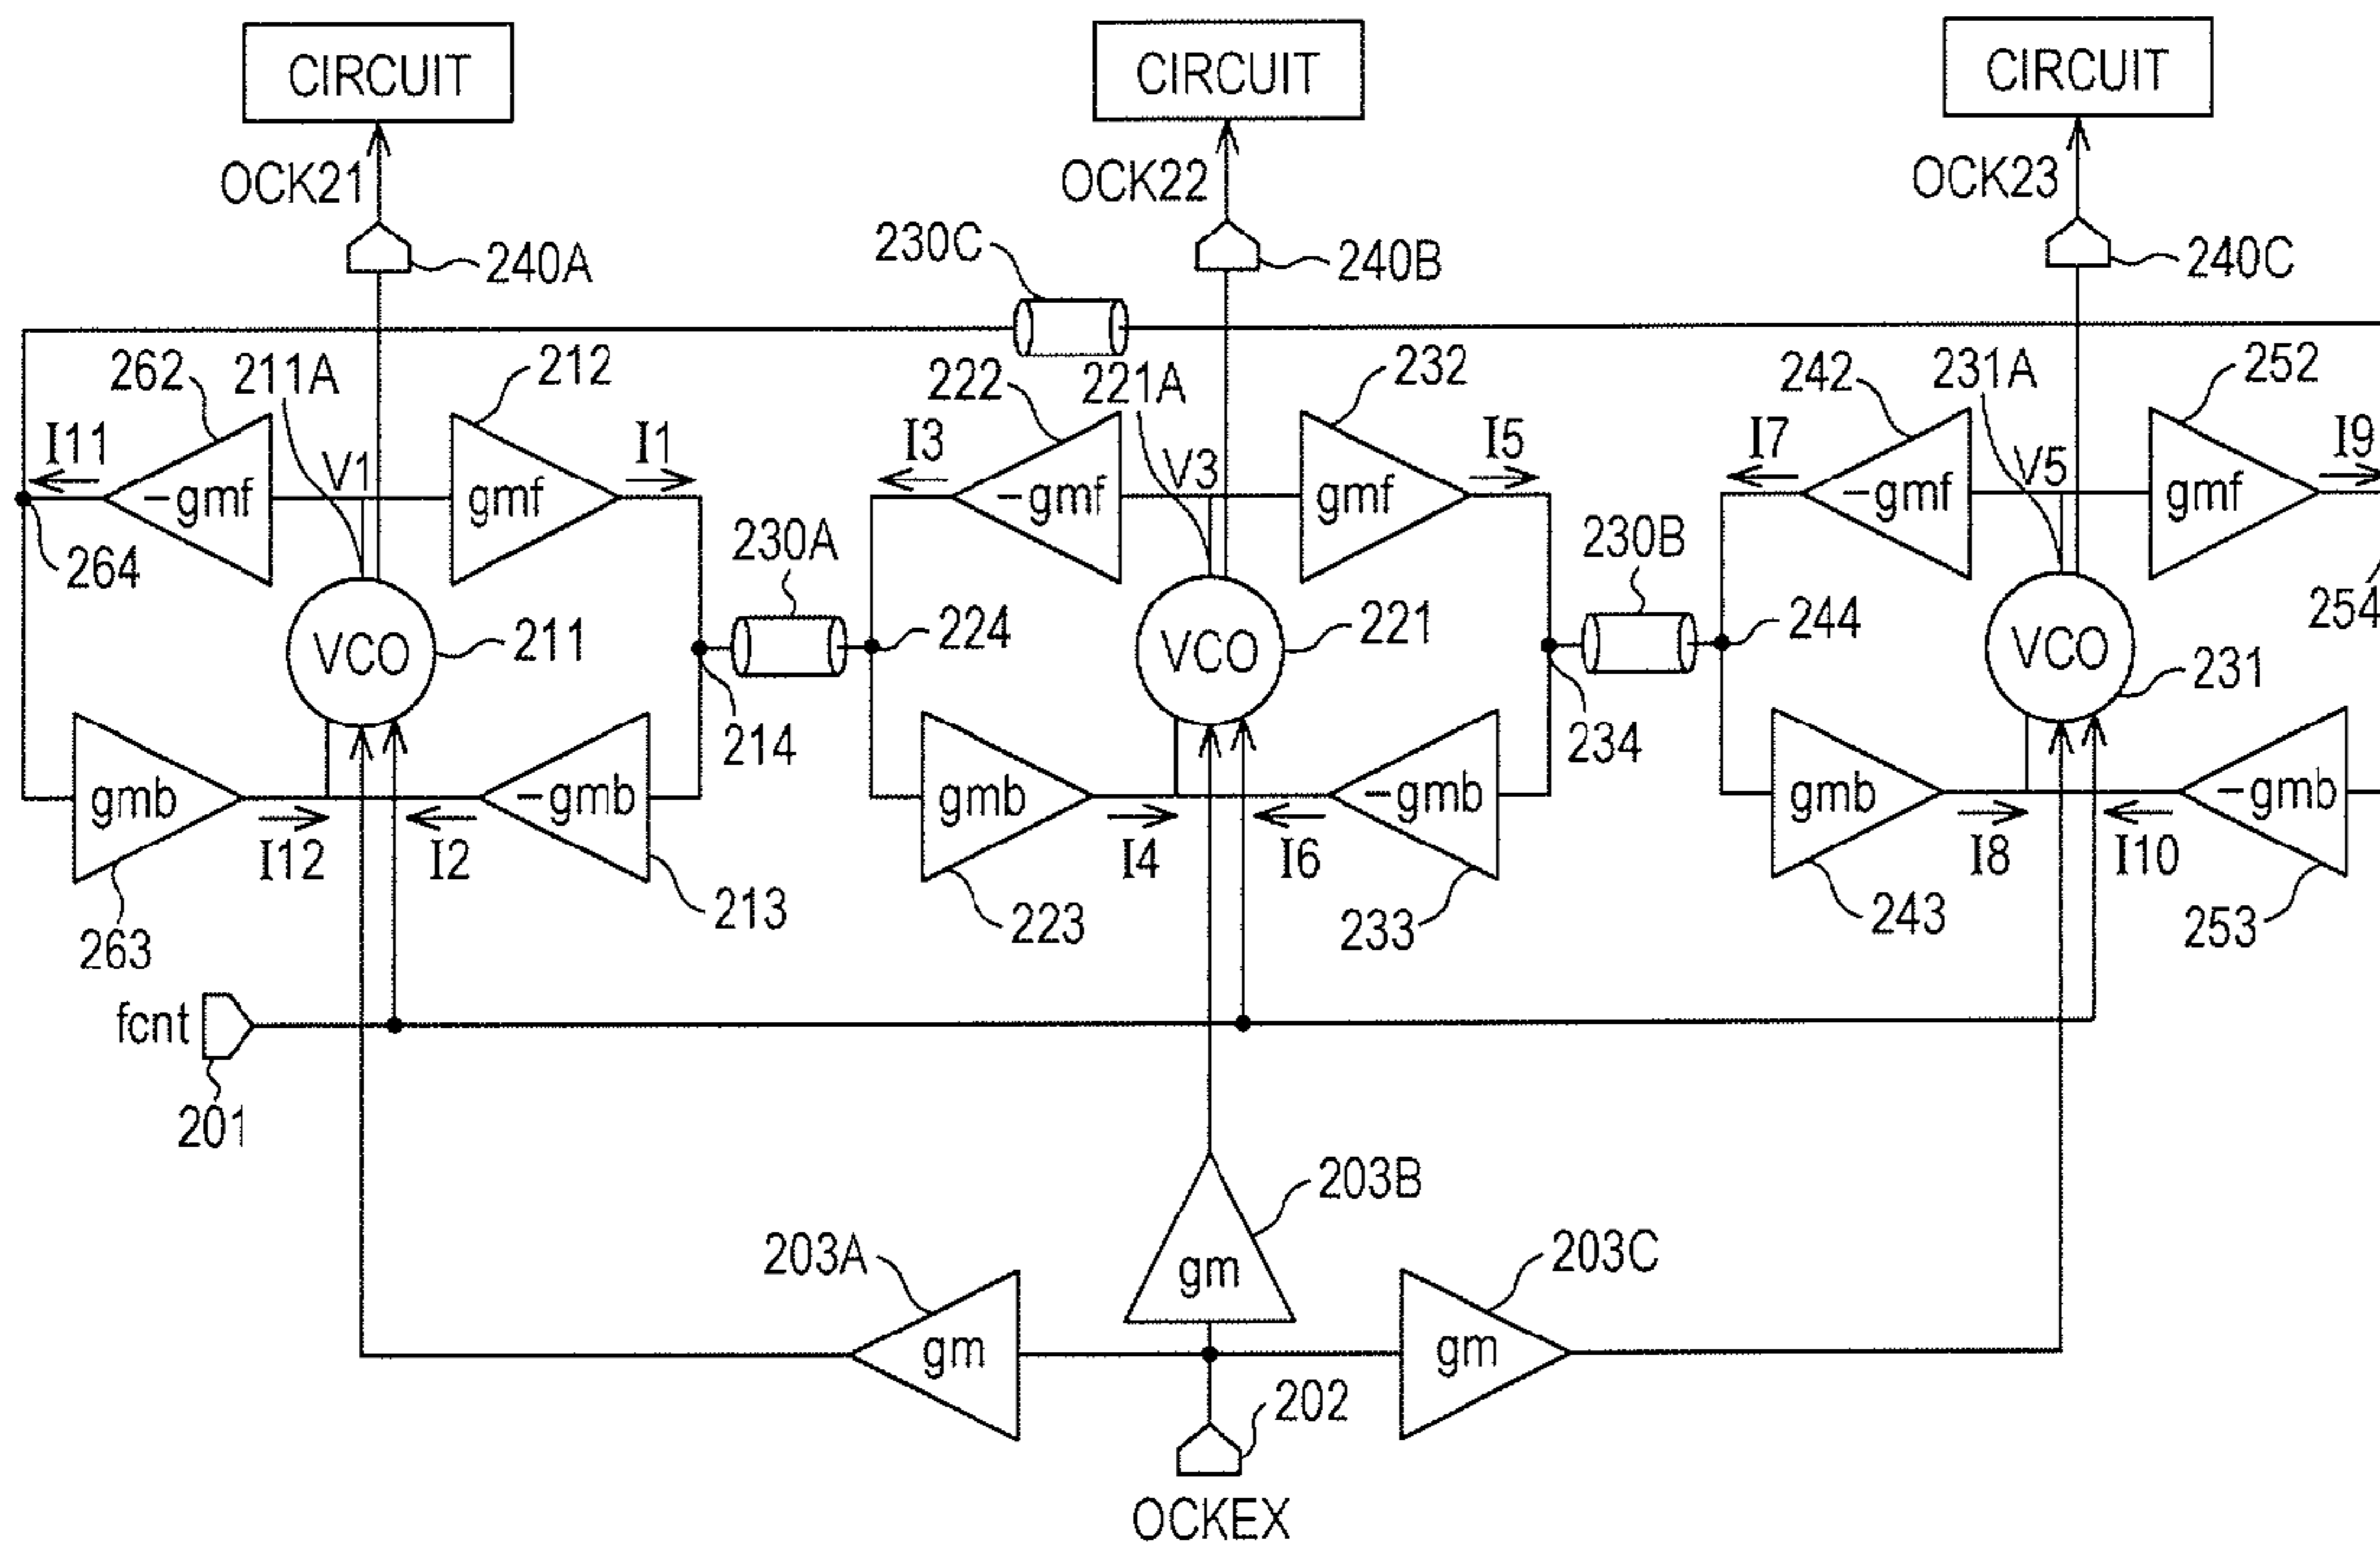 CIRCUIT CIRCUIT CIRCUIT
OCK21 OCK22 OCK23
240A 230C 240B 240C
262 211A 212 222 221A 232 242 231A 252
I11 V1 I1 I3 V3 I5 I7 V5 I9
-gmf gmf -gmf gmf -gmf gmf
264 230A 230B
VCO 211 224 VCO 221 244 VCO 231 254
214 234
gmb -gmb gmb -gmb gmb -gmb
I12 I2 I4 I6 I8 I10
263 213 223 233 243 253
fcnt
201
203B
203A gm 203C
gm gm
202
OCKEX